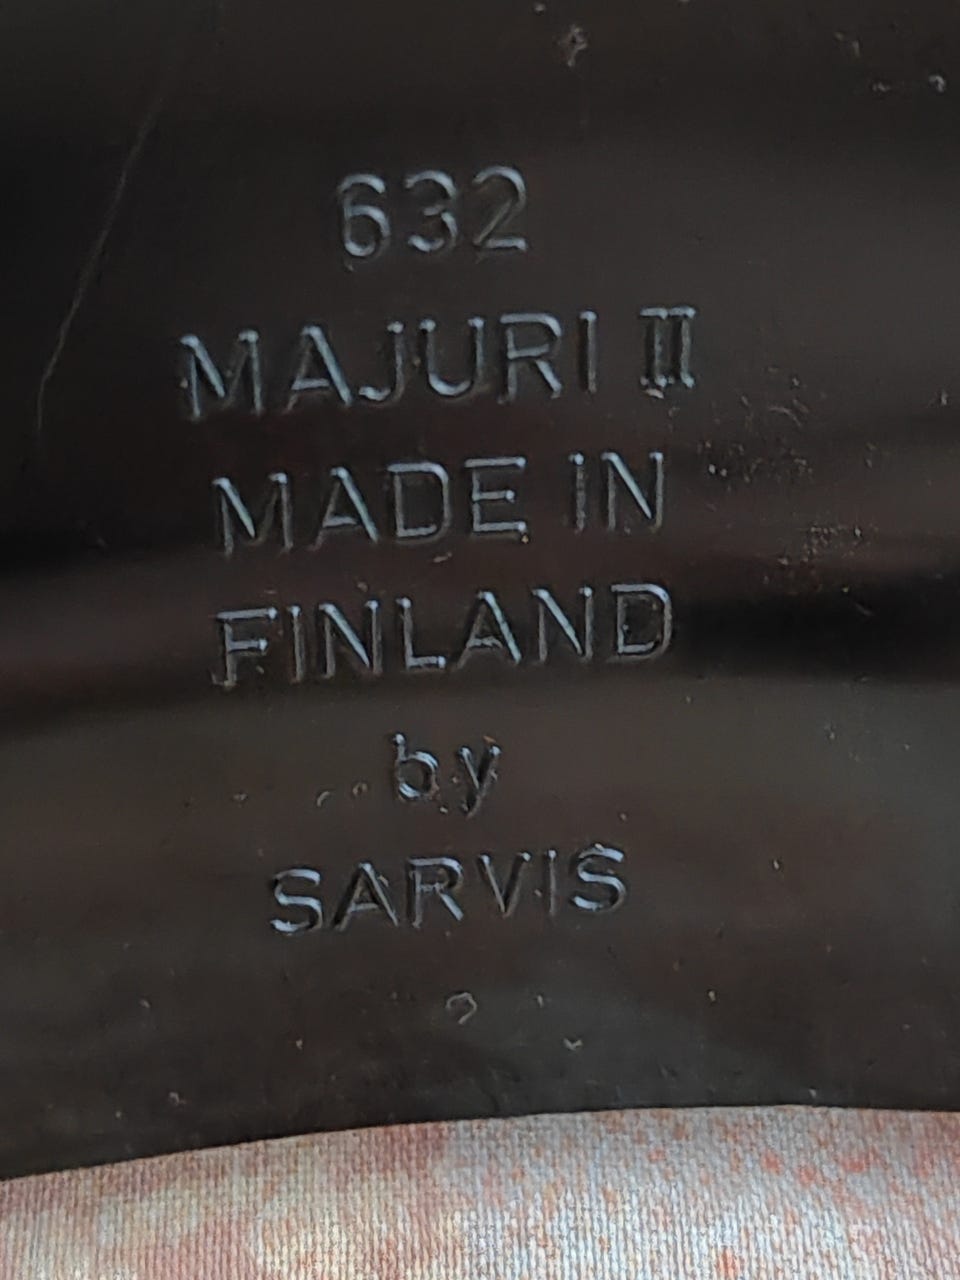 632
MAJURI II
MADE IN
FINLAND
by
SARVIS